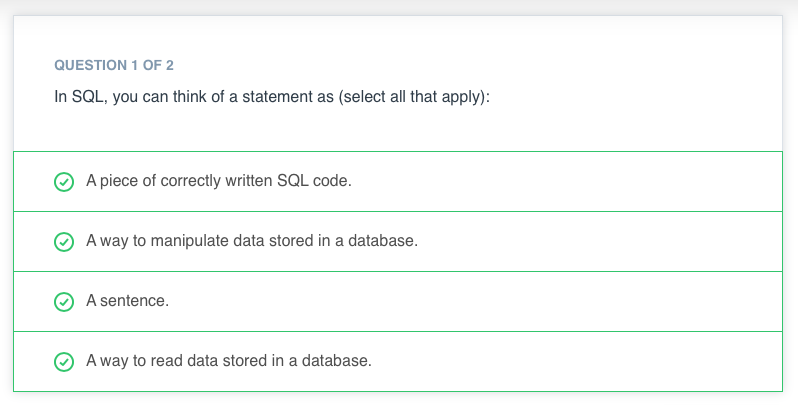 QUESTION 1 OF 2
In SQL, you can think of a statement as (select all that apply):
A piece of correctly written SQL code.
A way to manipulate data stored in a database.
A sentence.
A way to read data stored in a database.